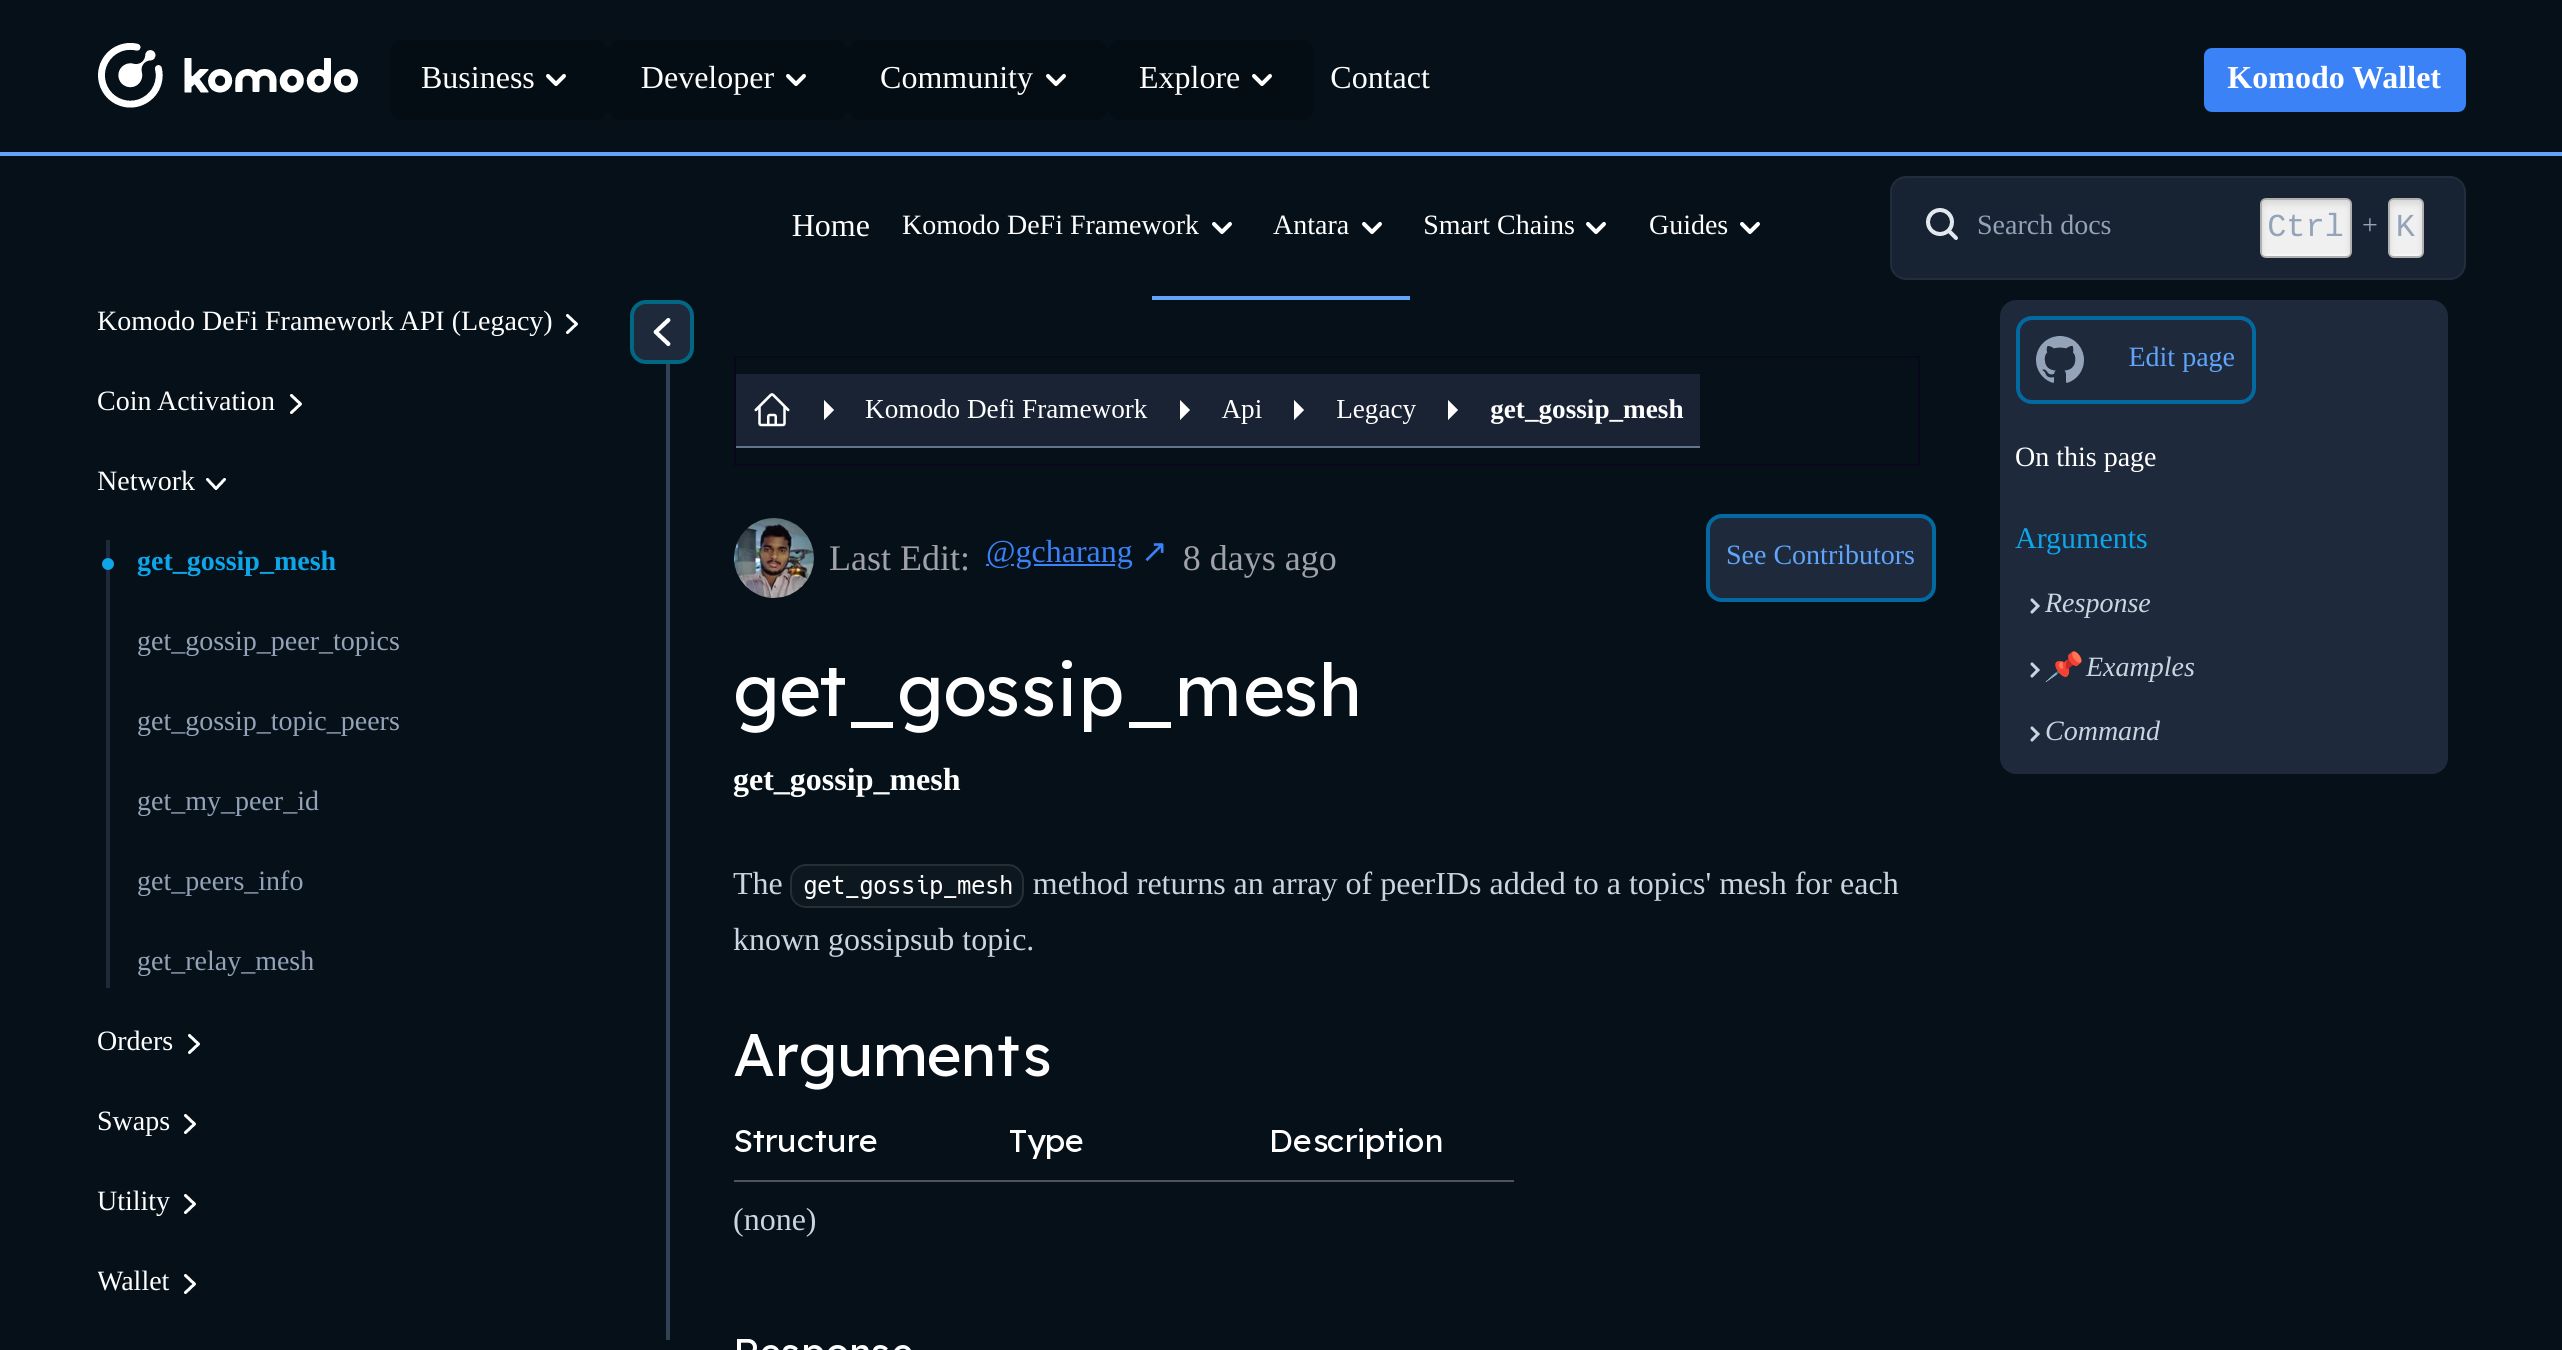 komodo
Business
Developer
Community
Explore
Contact
Komodo Wallet
Home
Komodo DeFi Framework
Antara
Smart Chains
Guides
Search docs
Ctrl + K
Komodo DeFi Framework API (Legacy)
Coin Activation
Network
get_gossip_mesh
get_gossip_peer_topics
get_gossip_topic_peers
get_my_peer_id
get_peers_info
get_relay_mesh
Orders
Swaps
Utility
Wallet
Komodo Defi Framework
Api
Legacy
get_gossip_mesh
Last Edit: @gcharang ↗ 8 days ago
See Contributors
get_gossip_mesh
get_gossip_mesh
The get_gossip_mesh method returns an array of peerIDs added to a topics' mesh for each
known gossipsub topic.
Arguments
Structure Type Description
(none)
Response
Edit page
On this page
Arguments
Response
📌 Examples
Command